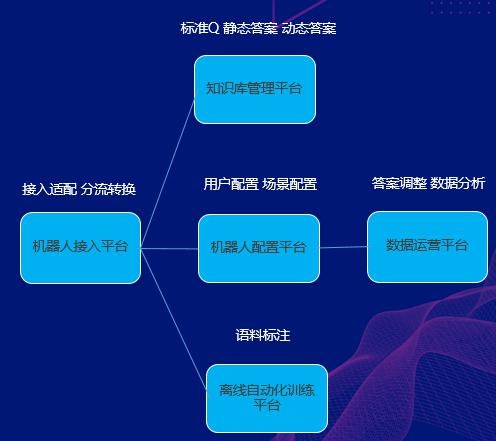 标准Q 静态答案 动态答案
知识库管理平台
接入适配 分流转换
用户配置 场景配置
答案调整 数据分析
机器人接入平台
机器人配置平台
数据运营平台
语料标注
离线自动化训练
平台